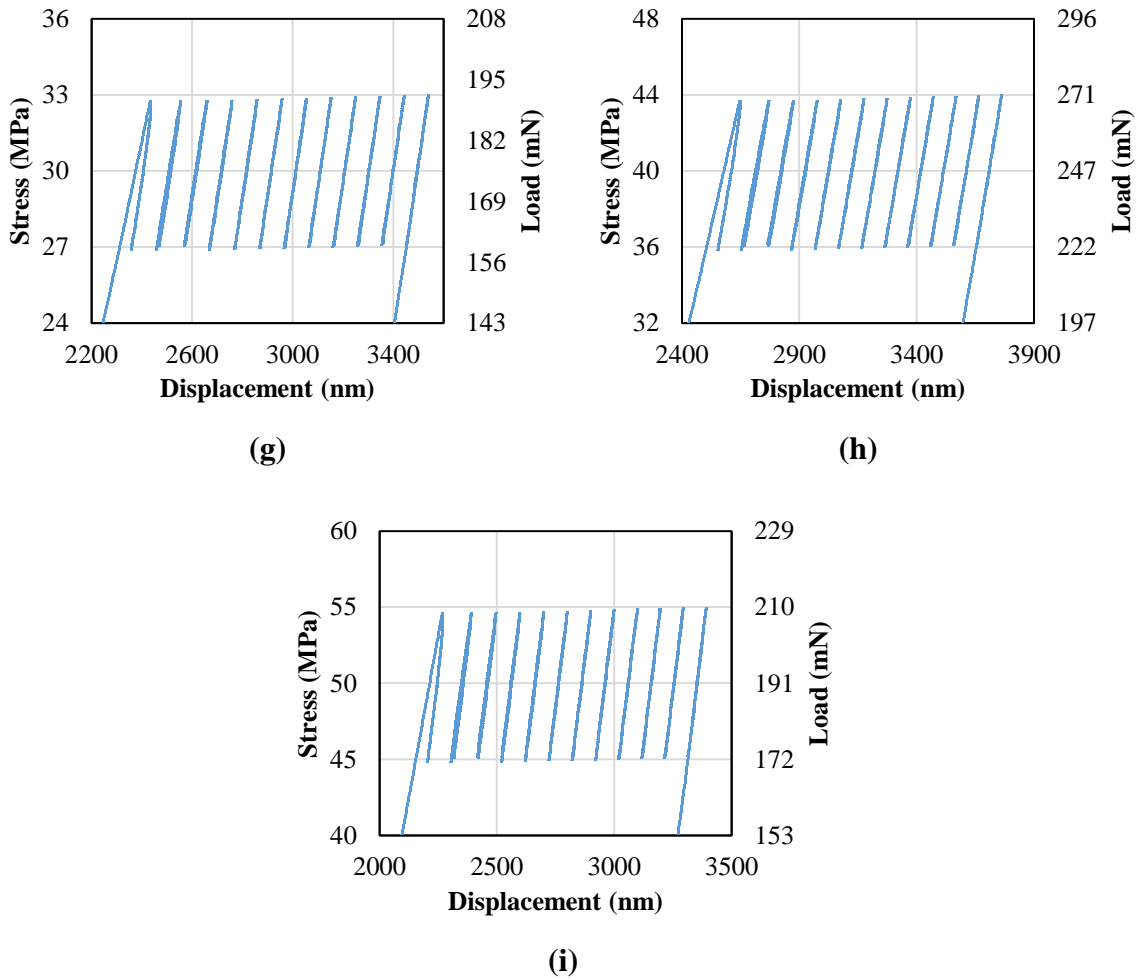 36
33
30
27
24
Stress (MPa)
208
195
182
169
156
143
Load (mN)
2200 2600 3000 3400
Displacement (nm)
(g)
48
44
40
36
32
Stress (MPa)
296
271
247
222
197
Load (mN)
2400 2900 3400 3900
Displacement (nm)
(h)
60
55
50
45
40
Stress (MPa)
229
210
191
172
153
Load (mN)
2000 2500 3000 3500
Displacement (nm)
(i)